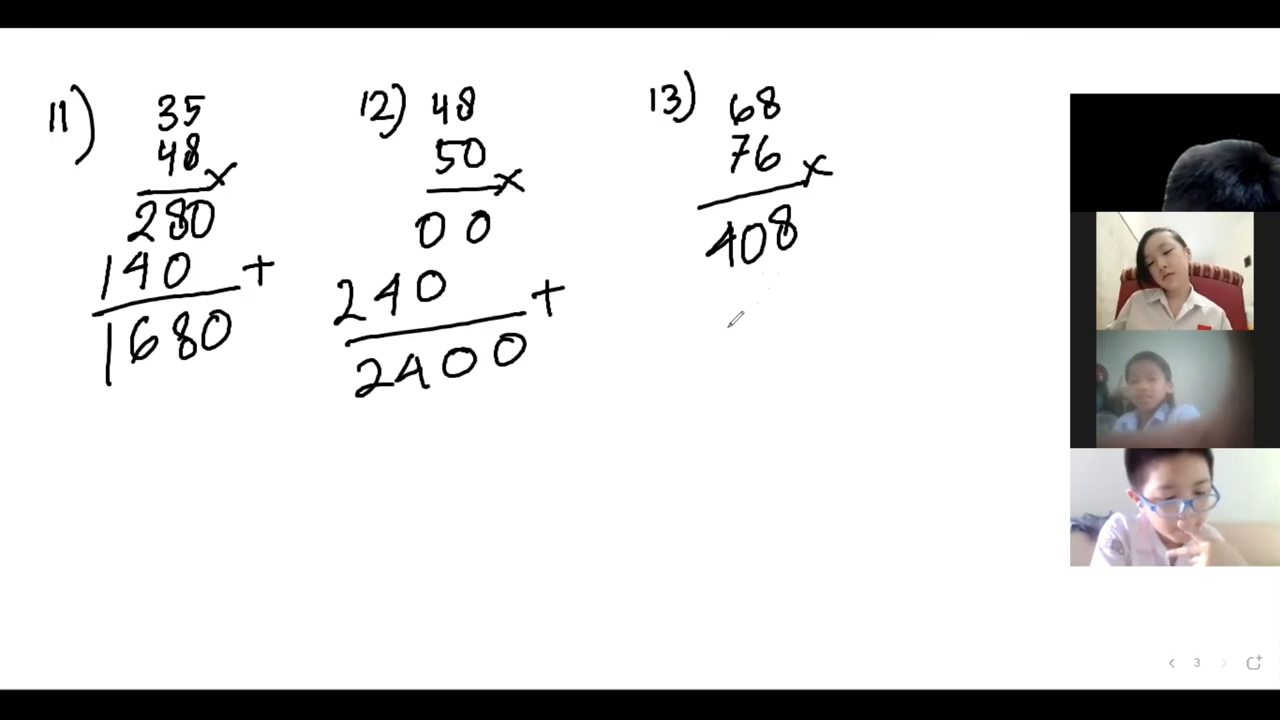 11) 35
48 x
280
140 +
1680
12) 48
50 x
00
240 +
2400
13) 68
76 x
408
< 3 >